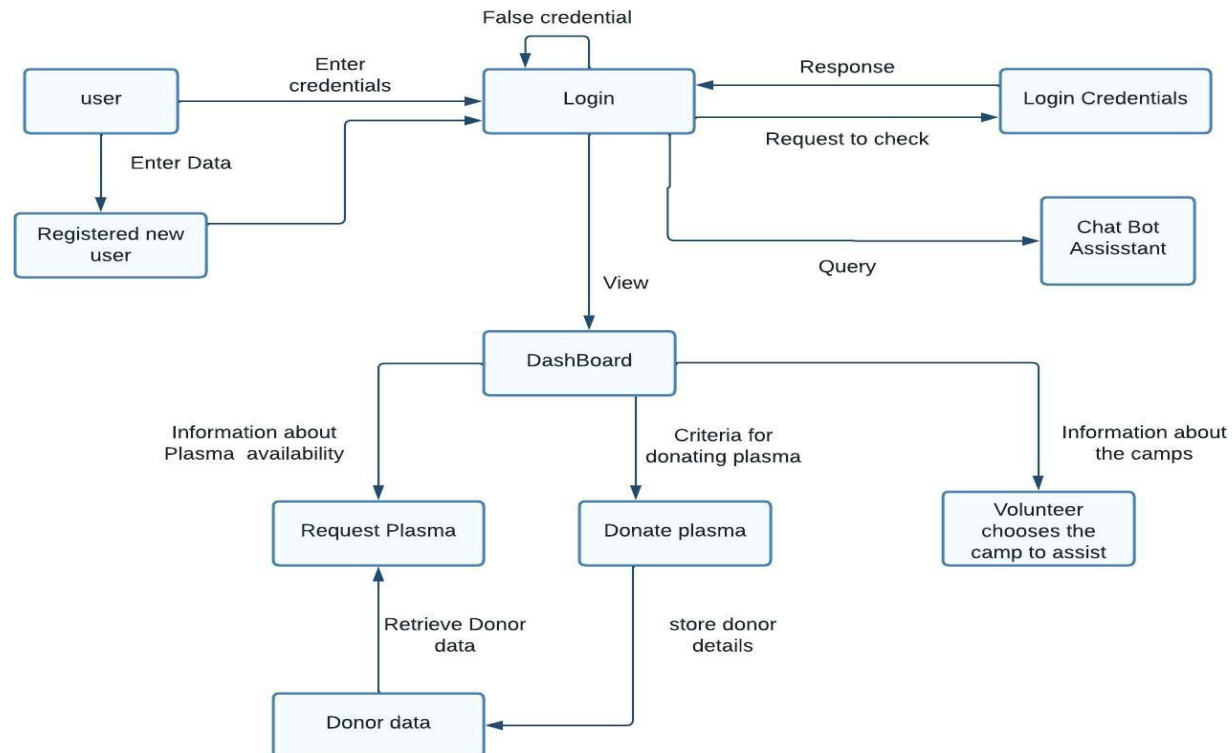 False credential
Enter
credentials
Response
user
Login
Login Credentials
Request to check
Enter Data
Registered new
user
Chat Bot
Assisstant
Query
View
DashBoard
Information about
Plasma availability
Criteria for
donating plasma
Information about
the camps
Request Plasma
Donate plasma
Volunteer
chooses the
camp to assist
Retrieve Donor
data
store donor
details
Donor data